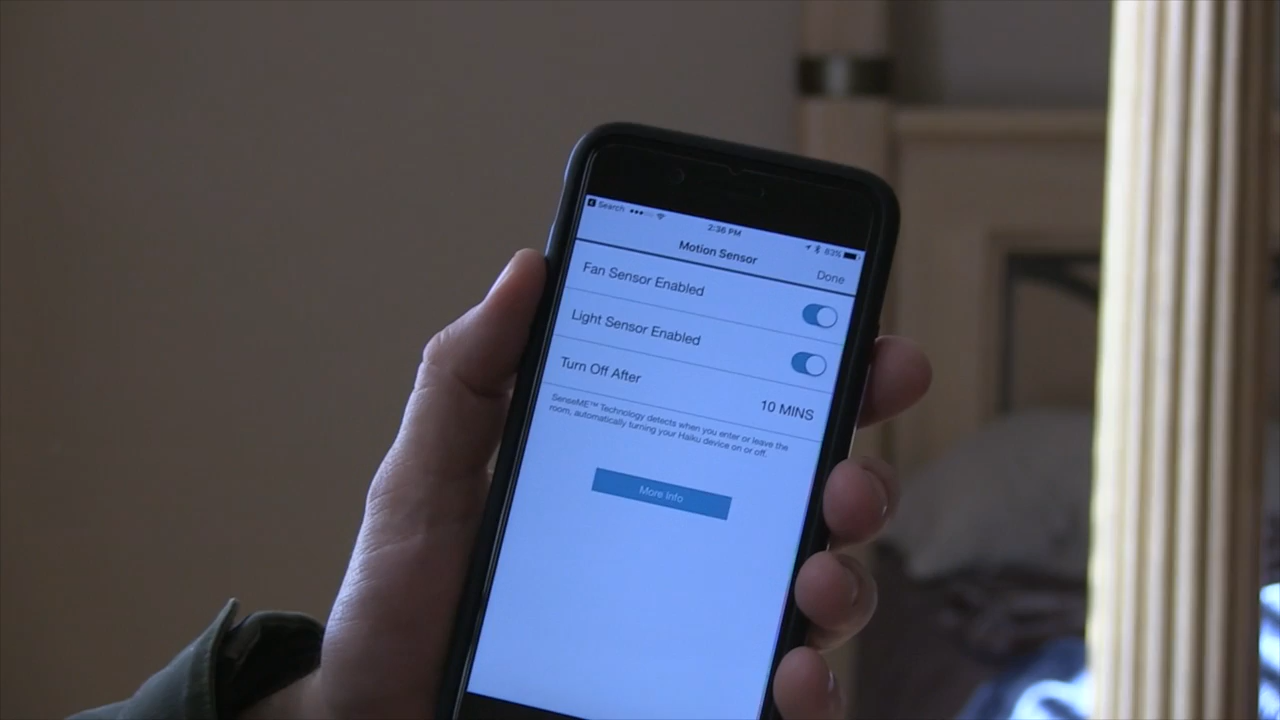 Search
2:36 PM
83%
Motion Sensor
Done
Fan Sensor Enabled
Light Sensor Enabled
Turn Off After
10 MINS
SenseME™ Technology detects when you enter or leave the
room, automatically turning your Haiku device on or off.
More Info